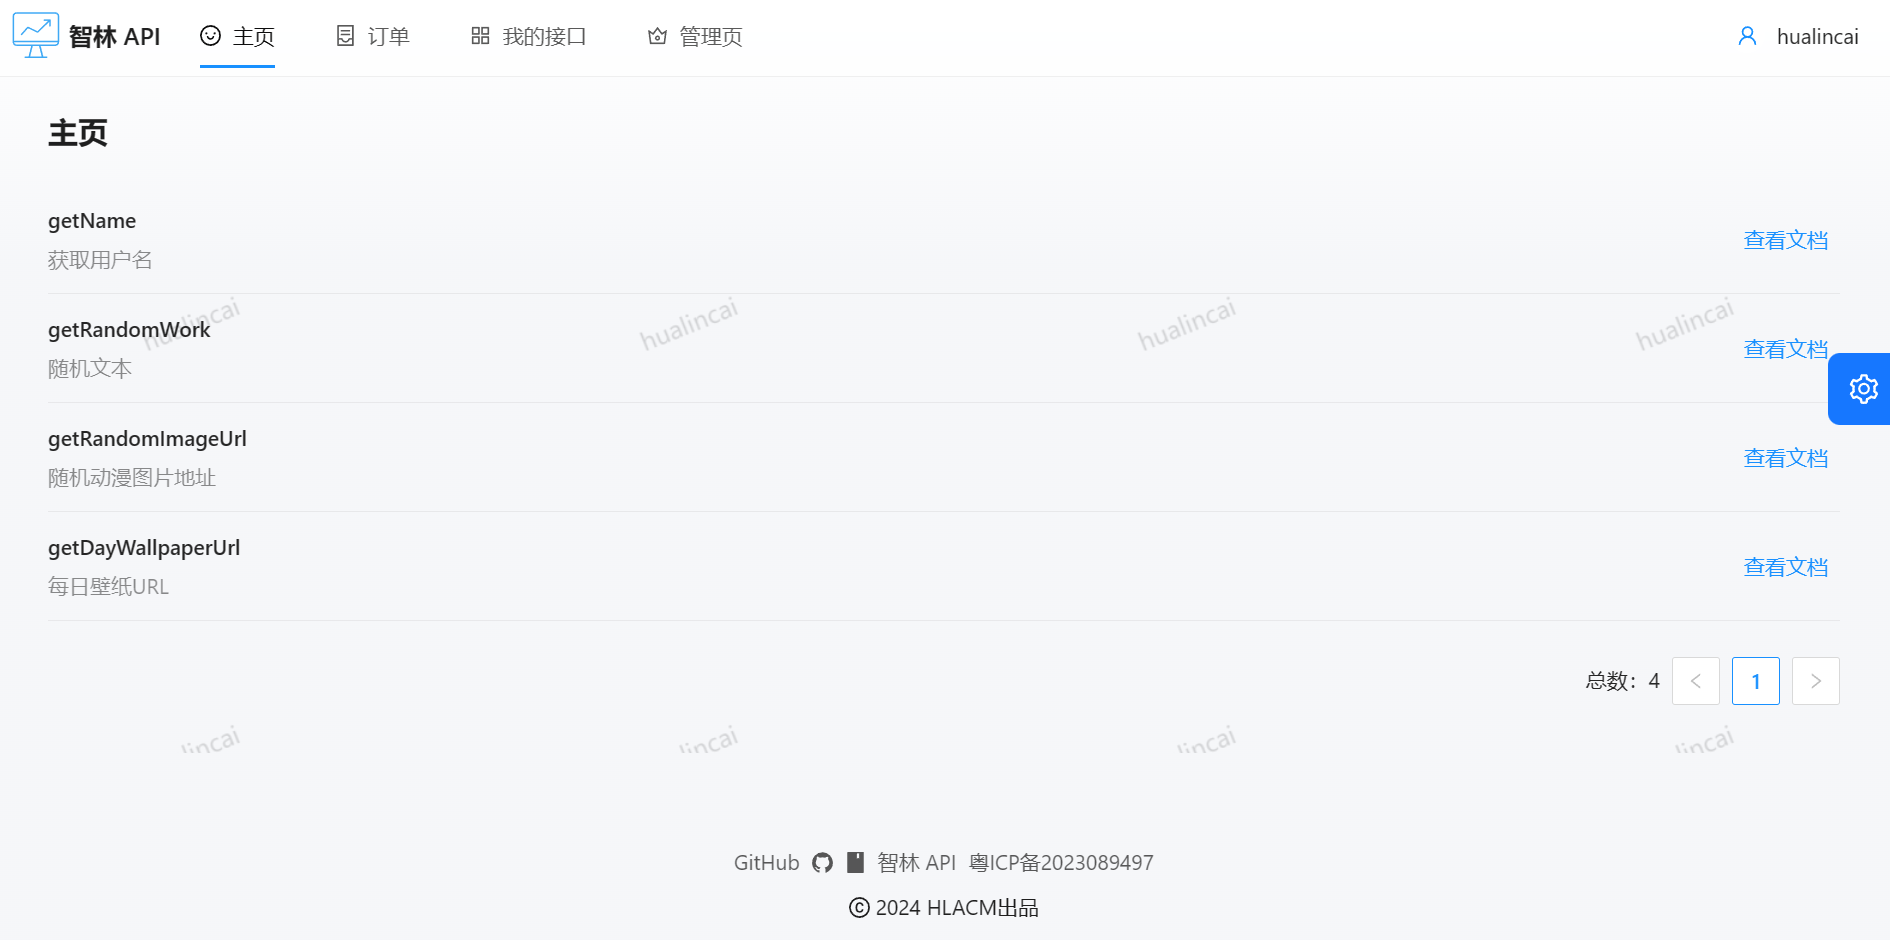 智林 API
主页
订单
我的接口
管理页
hualincai
主页
getName
获取用户名
查看文档
hualincai
hualincai
hualincai
hualincai
getRandomWork
随机文本
查看文档
getRandomImageUrl
随机动漫图片地址
查看文档
getDayWallpaperUrl
每日壁纸URL
查看文档
总数：4
1
lincai
lincai
lincai
lincai
GitHub 智林 API 粤ICP备2023089497
© 2024 HLACM出品